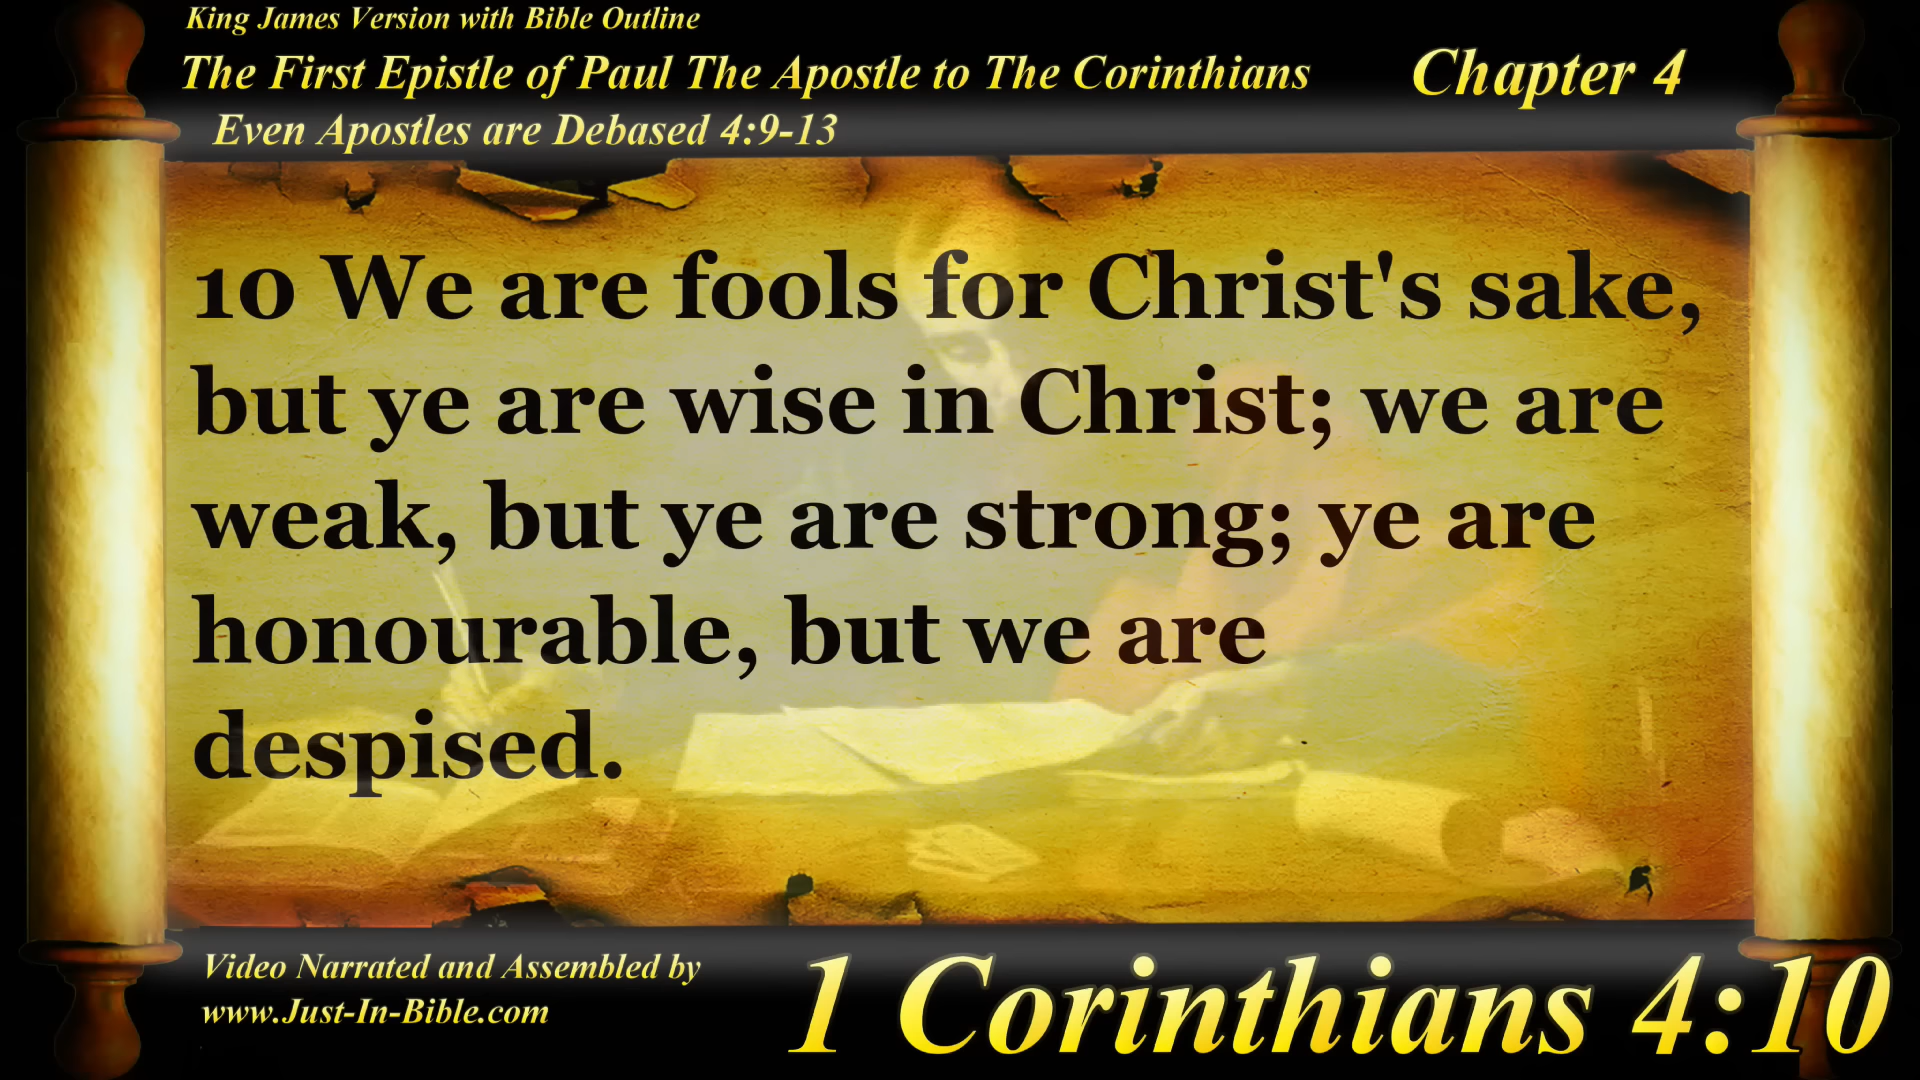 King James Version with Bible Outline
The First Epistle of Paul The Apostle to The Corinthians
Chapter 4
Even Apostles are Debased 4:9-13
10 We are fools for Christ's sake,
but ye are wise in Christ; we are
weak, but ye are strong; ye are
honourable, but we are
despised.
Video Narrated and Assembled by
www.Just-In-Bible.com
1 Corinthians 4:10